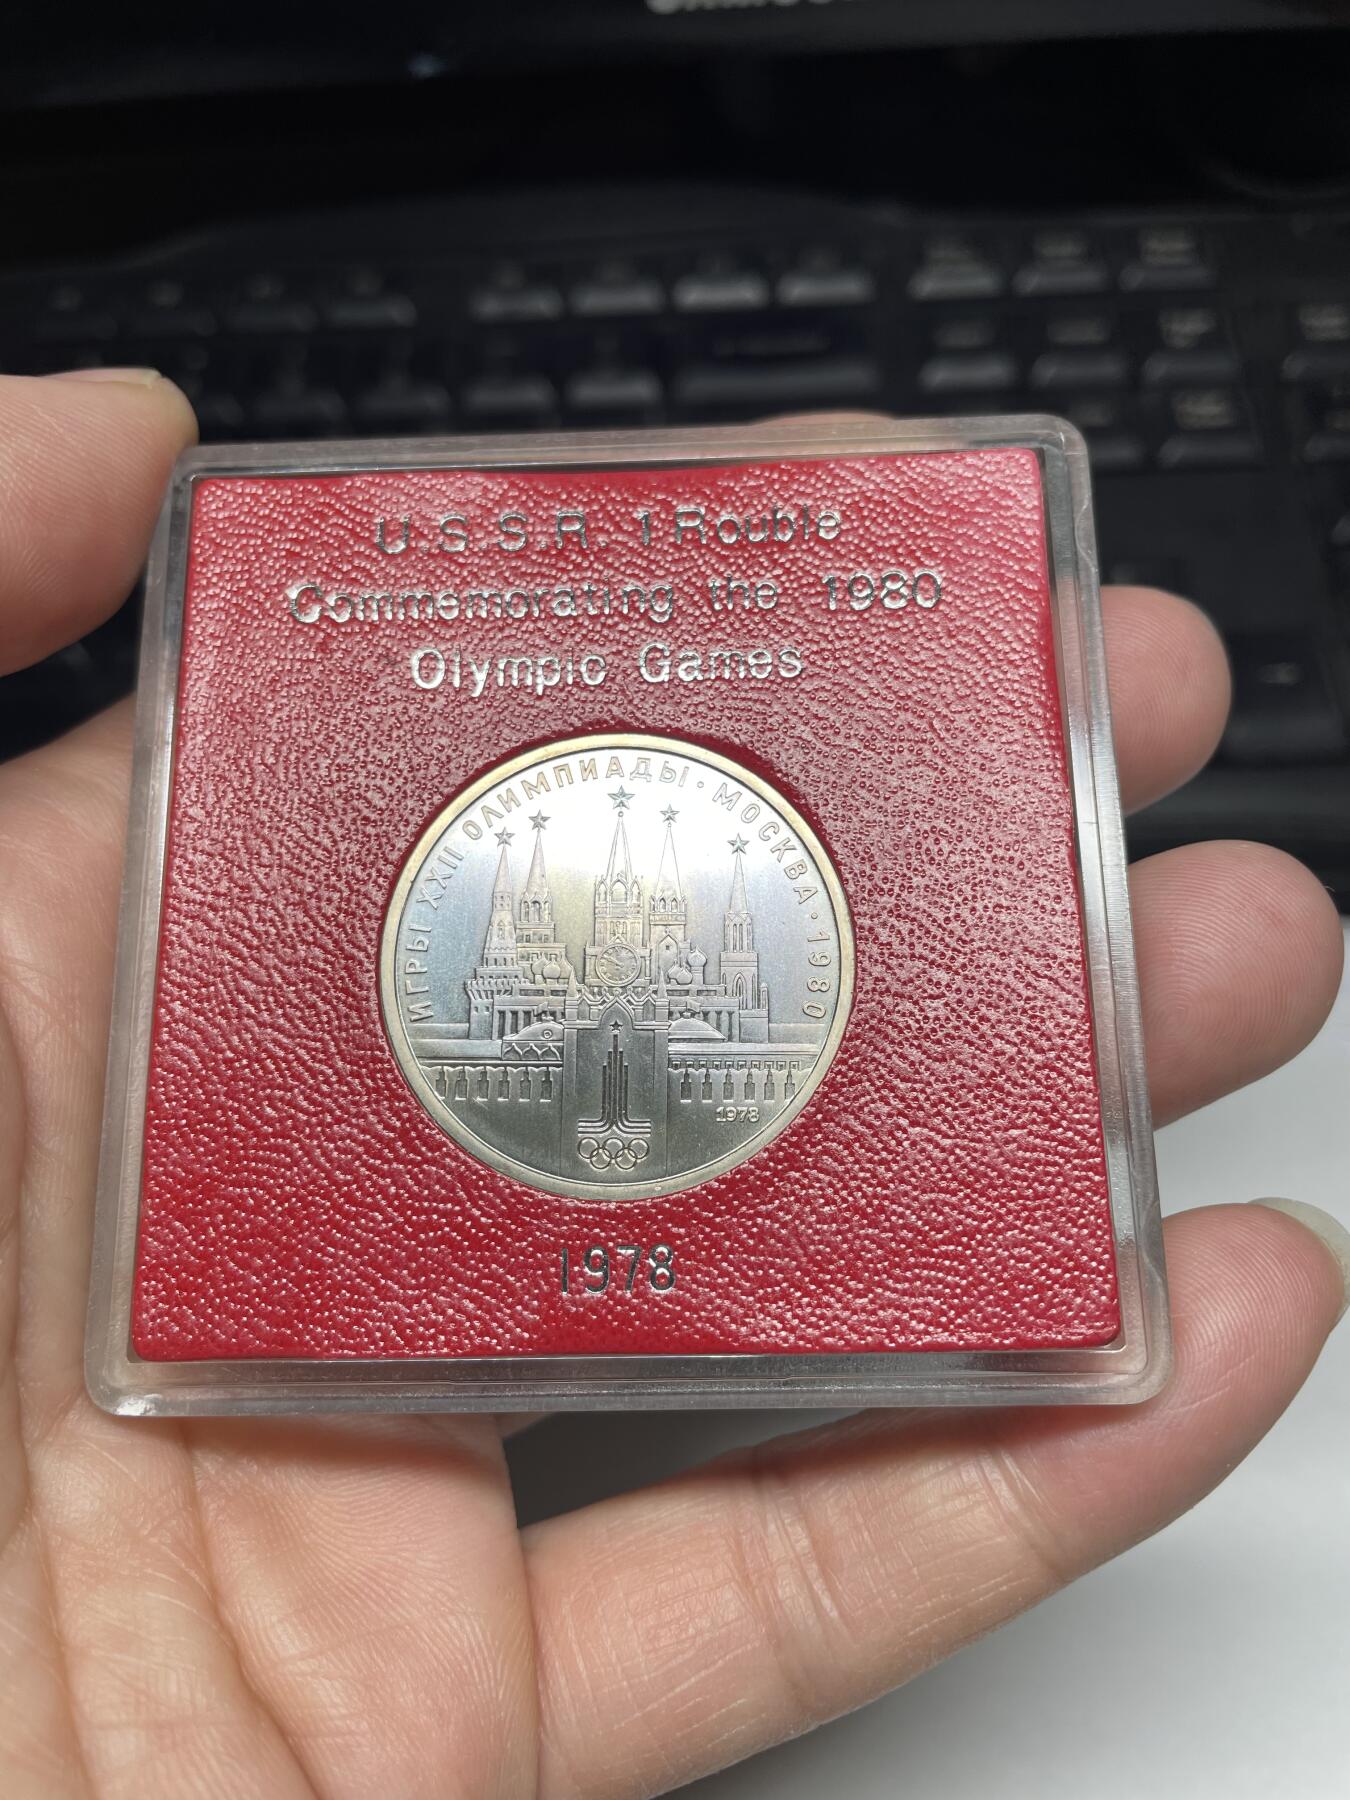 U.S.S.R. 1 Rouble
Commemorating the 1980
Olympic Games
ИГРЫ XXII ОЛИМПИАДЫ · МОСКВА · 1980
1978
1978